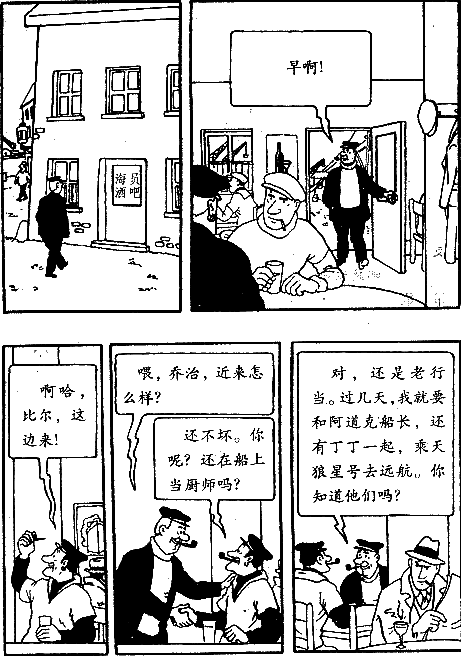 海员
酒吧
早啊!
啊哈,
比尔,这
边来!
喂,乔治,近来怎
么样?
还不坏。你
呢?还在船上
当厨师吗?
对,还是老行
当。过几天,我就要
和阿道克船长,还
有丁丁一起,乘天
狼星号去远航。你
知道他们吗?